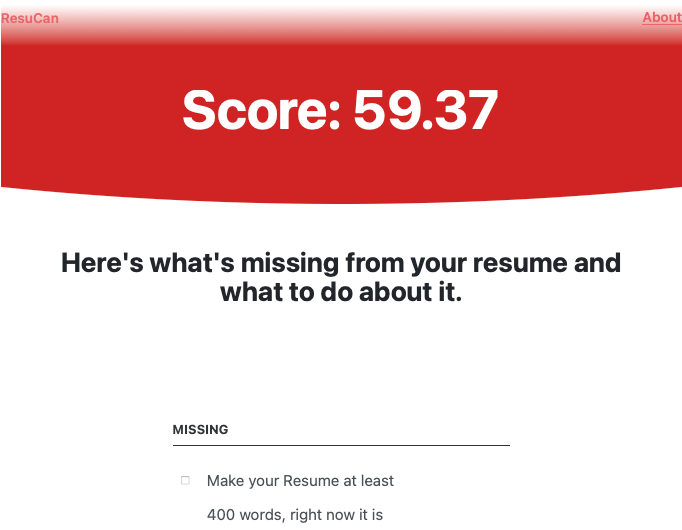 ResuCan
About
Score: 59.37
Here's what's missing from your resume and
what to do about it.
MISSING
Make your Resume at least
400 words, right now it is